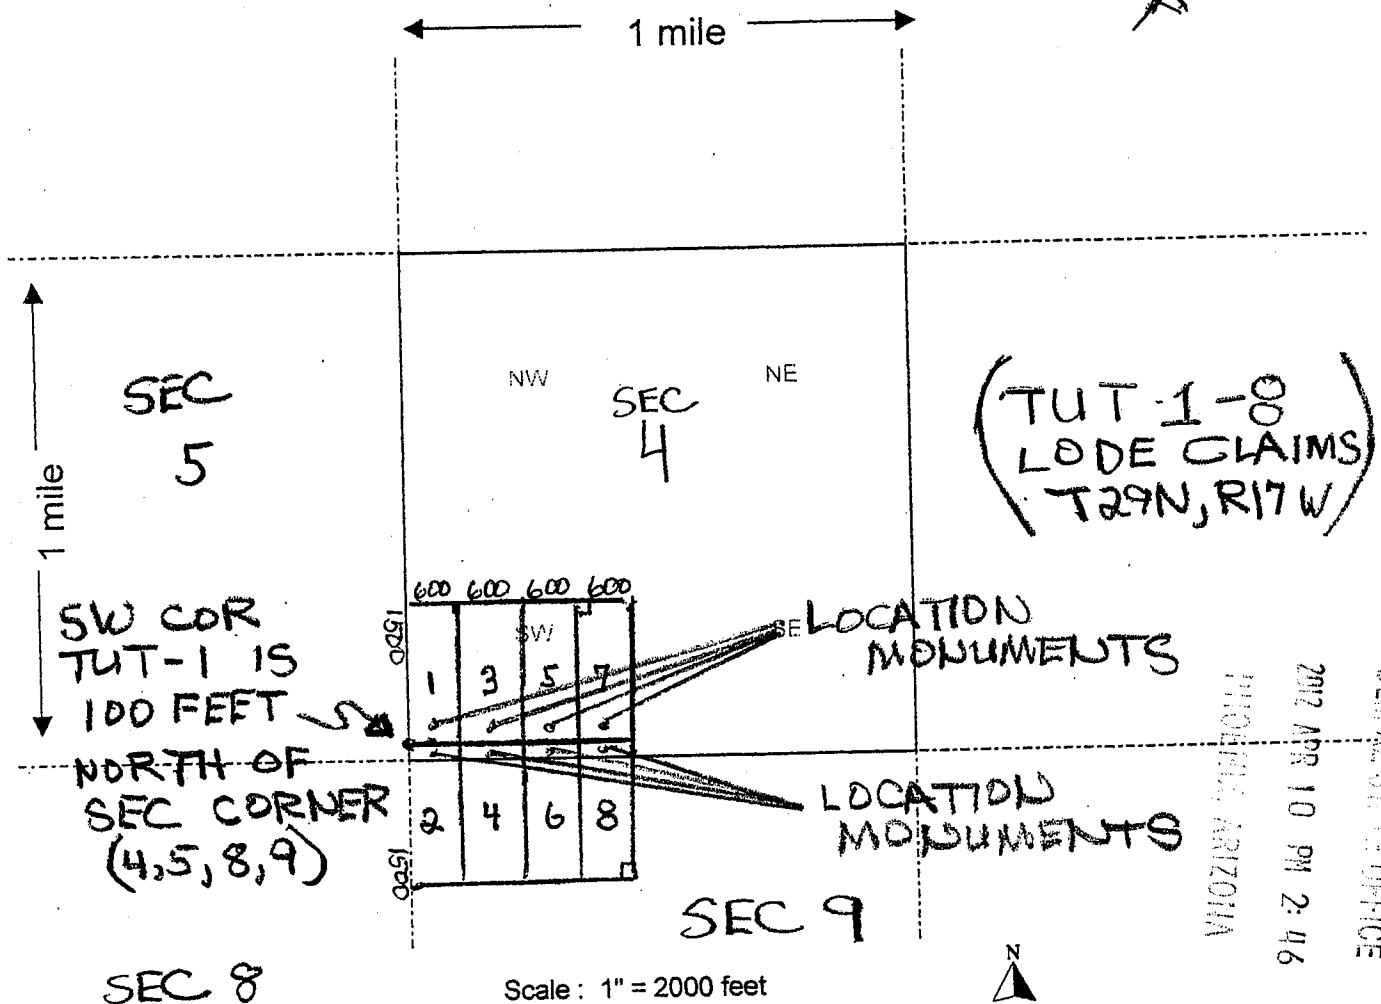 1 mile
NW
NE
SEC
4
SEC
5
1 mile
(TUT-1-8
LODE CLAIMS
T29N, R17W)
600 600 600 600
1500
SW
SE
1 3 5 7
SW COR
TUT-1 IS
100 FEET
NORTH OF
SEC CORNER
(4,5,8,9)
LOCATION
MONUMENTS
2 4 6 8
1500
LOCATION
MONUMENTS
SEC 9
SEC 8
Scale : 1" = 2000 feet
N
OFFICE
2012 APR 10 PM 2:46
PHOENIX, ARIZONA